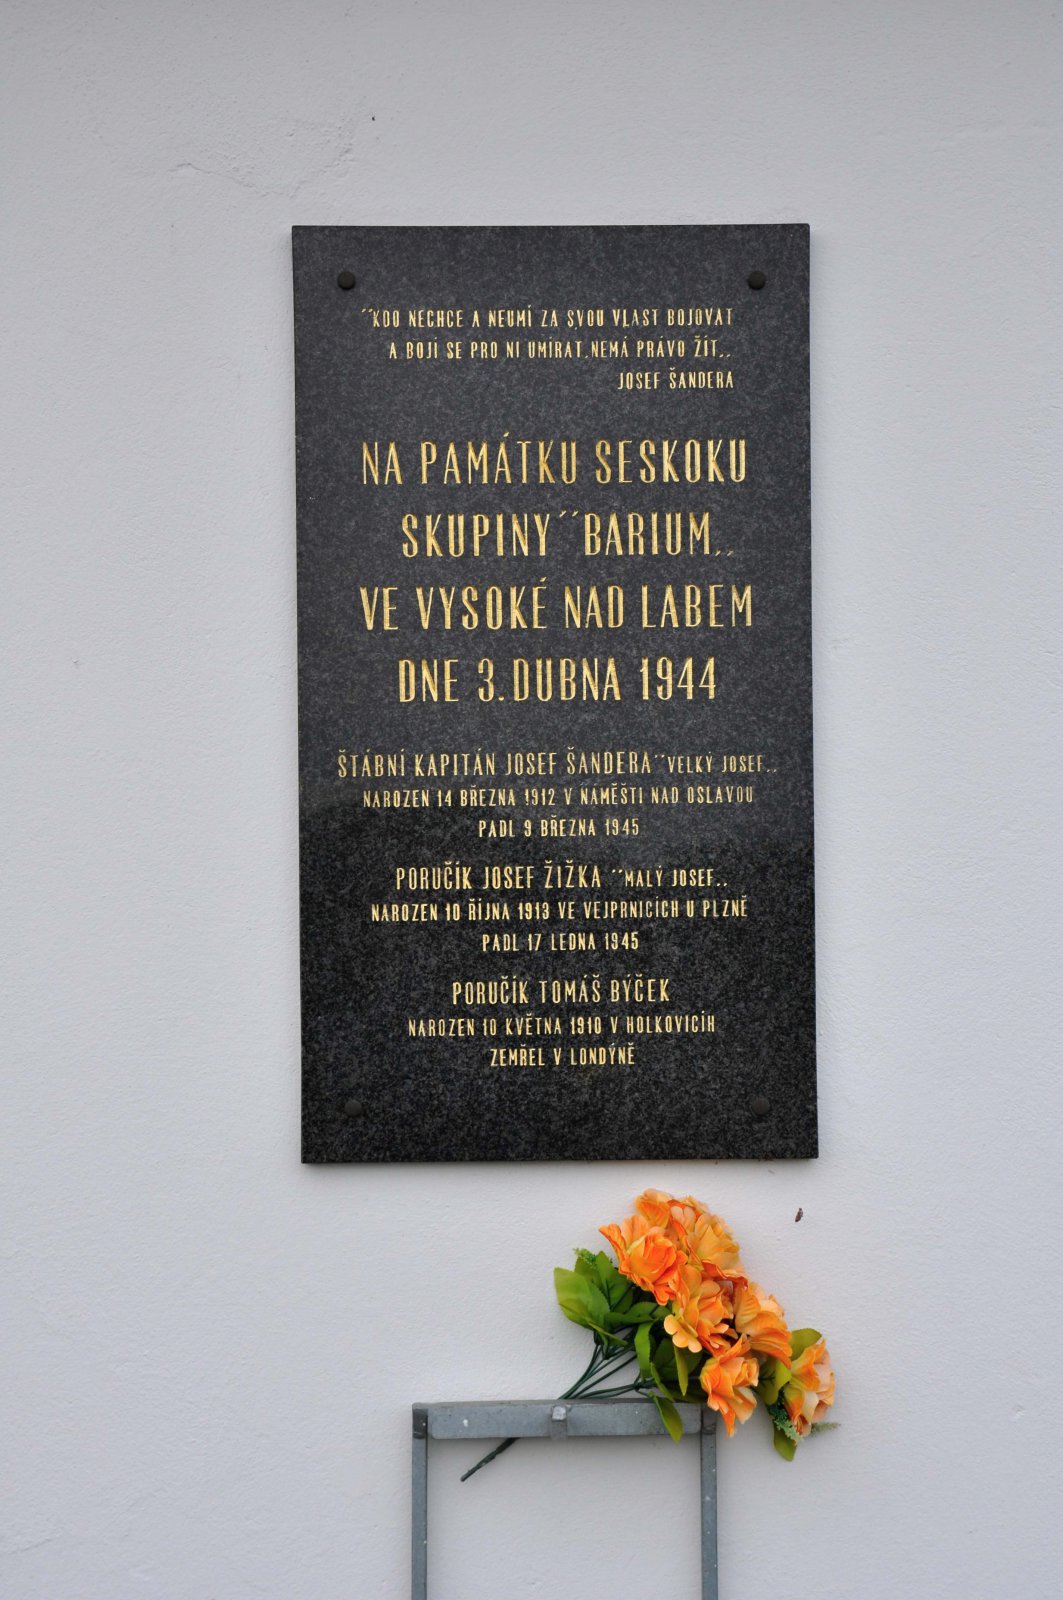 ´´KDO NECHCE A NEUMÍ ZA SVOU VLAST BOJOVAT
A BOJÍ SE PRO NI UMÍRAT, NEMÁ PRÁVO ŽÍT,,
JOSEF ŠANDERA
NA PAMÁTKU SESKOKU
SKUPINY ´´BARIUM,,
VE VYSOKÉ NAD LABEM
DNE 3. DUBNA 1944
ŠTÁBNÍ KAPITÁN JOSEF ŠANDERA ´´VELKÝ JOSEF,,
NAROZEN 14 BŘEZNA 1912 V NÁMĚŠTI NAD OSLAVOU
PADL 9 BŘEZNA 1945
PORUČÍK JOSEF ŽIŽKA ´´MALÝ JOSEF,,
NAROZEN 10 ŘÍJNA 1913 VE VEJPRNICÍCH U PLZNĚ
PADL 17 LEDNA 1945
PORUČÍK TOMÁŠ BÝČEK
NAROZEN 10 KVĚTNA 1910 V HOLKOVICÍH
ZEMŘEL V LONDÝNĚ